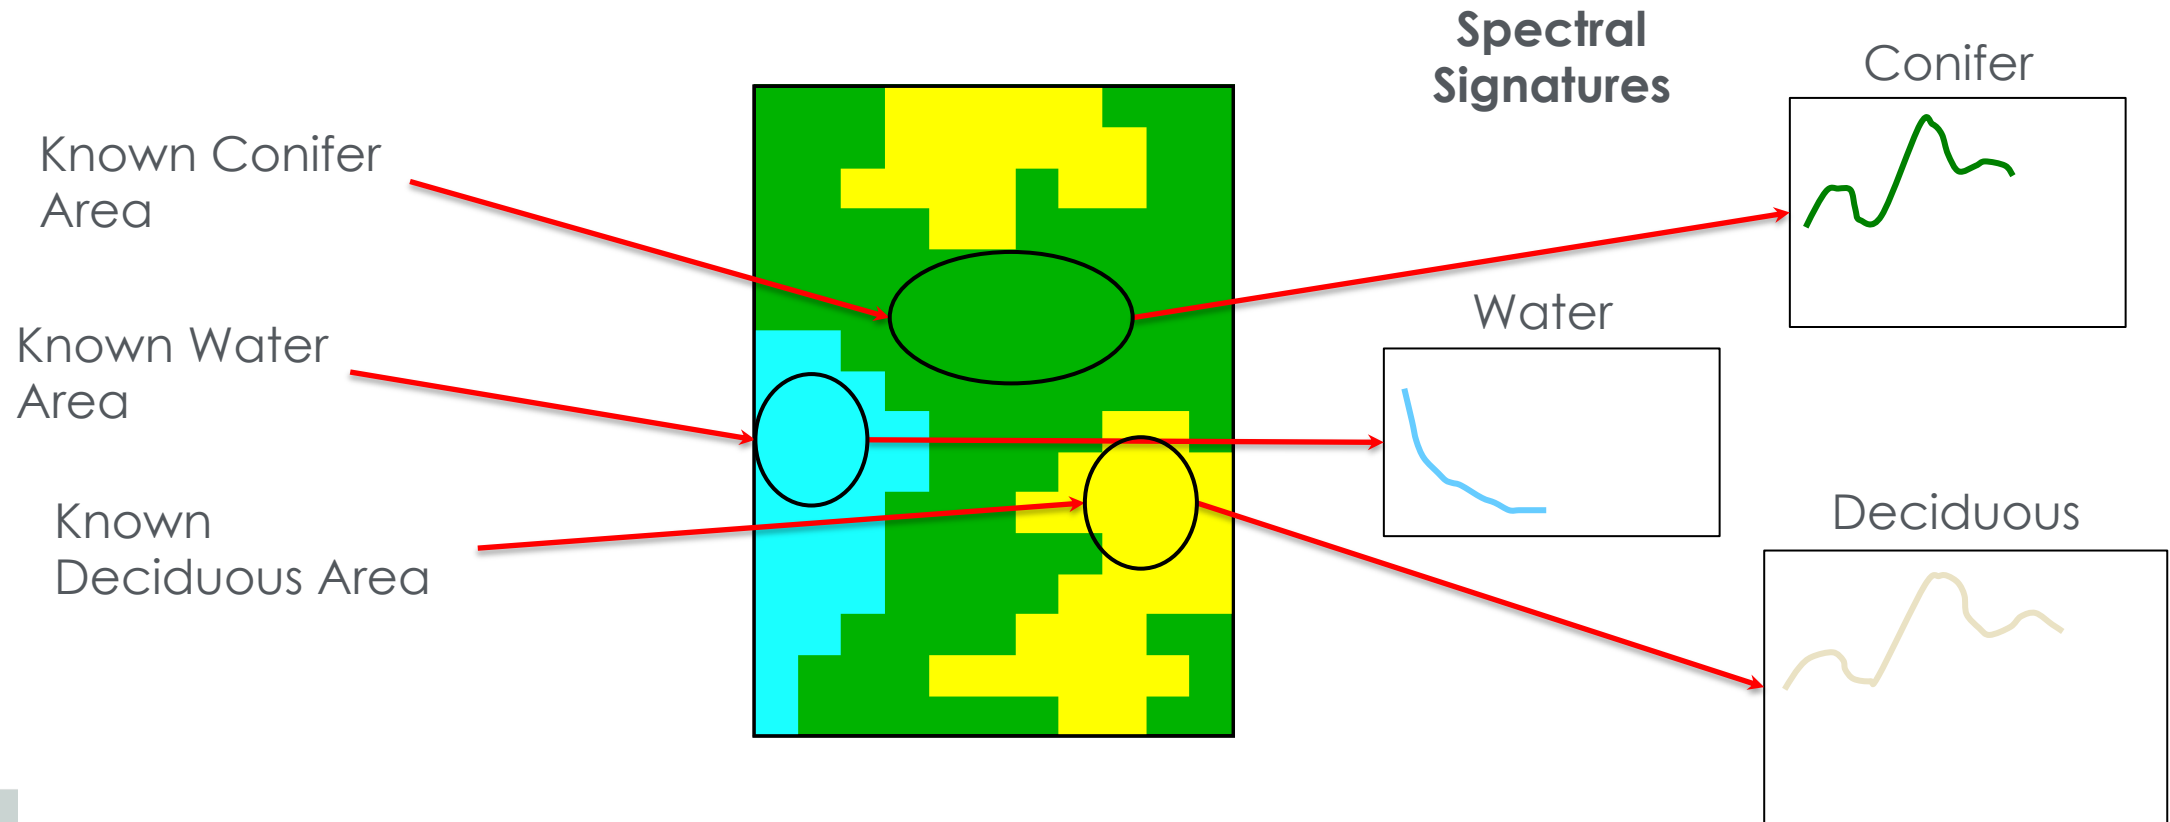 Spectral
Signatures
Conifer
Known Conifer
Area
Water
Known Water
Area
Deciduous
Known
Deciduous Area